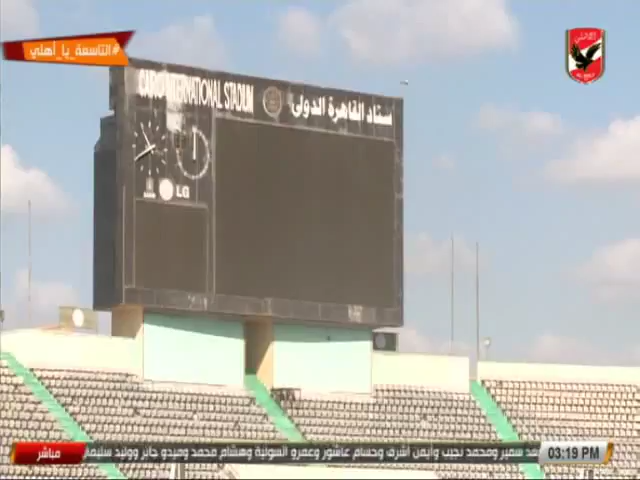 #التاسعة_يا_أهلي
CAIRO INTERNATIONAL STADIUM
ستاد القاهرة الدولى
LG
مباشر
سمير ومحمد نجيب وأيمن أشرف وحسام عاشور وعمرو السولية وهشام محمد وميدو جابر ووليد سليمان
03:19 PM